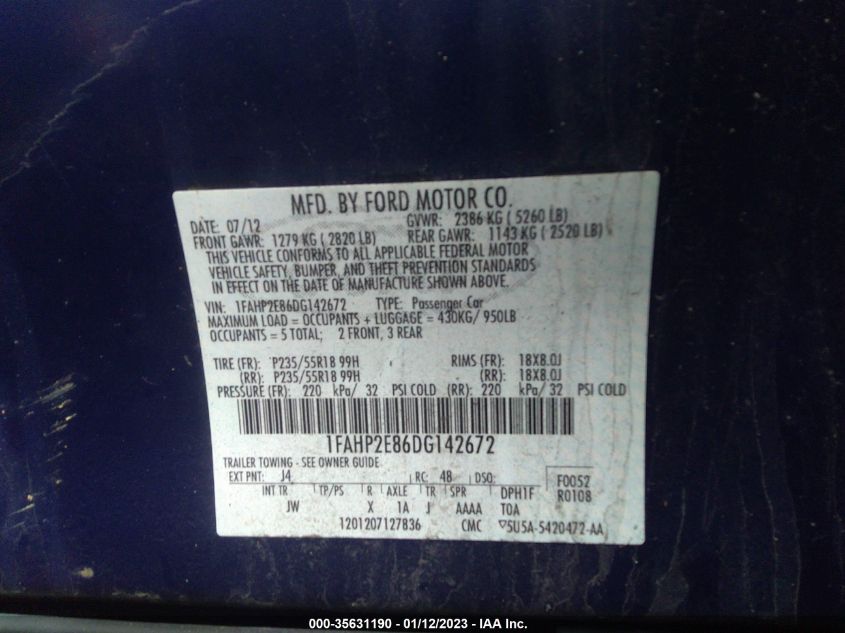 MFD. BY FORD MOTOR CO.
DATE: 07/12 GVWR: 2386 KG ( 5260 LB)
FRONT GAWR: 1279 KG ( 2820 LB) REAR GAWR: 1143 KG ( 2520 LB)
THIS VEHICLE CONFORMS TO ALL APPLICABLE FEDERAL MOTOR
VEHICLE SAFETY, BUMPER, AND THEFT PREVENTION STANDARDS
IN EFFECT ON THE DATE OF MANUFACTURE SHOWN ABOVE.
VIN: 1FAHP2E86DG142672 TYPE: Passenger Car
MAXIMUM LOAD = OCCUPANTS + LUGGAGE = 430KG/ 950LB
OCCUPANTS = 5 TOTAL; 2 FRONT, 3 REAR
TIRE (FR): P235/55R18 99H RIMS (FR): 18X8.0J
(RR): P235/55R18 99H (RR): 18X8.0J
PRESSURE (FR): 220 kPa/ 32 PSI COLD (RR): 220 kPa/ 32 PSI COLD
1FAHP2E86DG142672
TRAILER TOWING - SEE OWNER GUIDE
EXT PNT: J4 RC: 48 DSO: F0052
INT TR TP/PS R AXLE TR SPR DPH1F R0108
JW X 1A J AAAA TOA
1201207127836 CMC ▽5U5A-5420472-AA
000-35631190 - 01/12/2023 - IAA Inc.